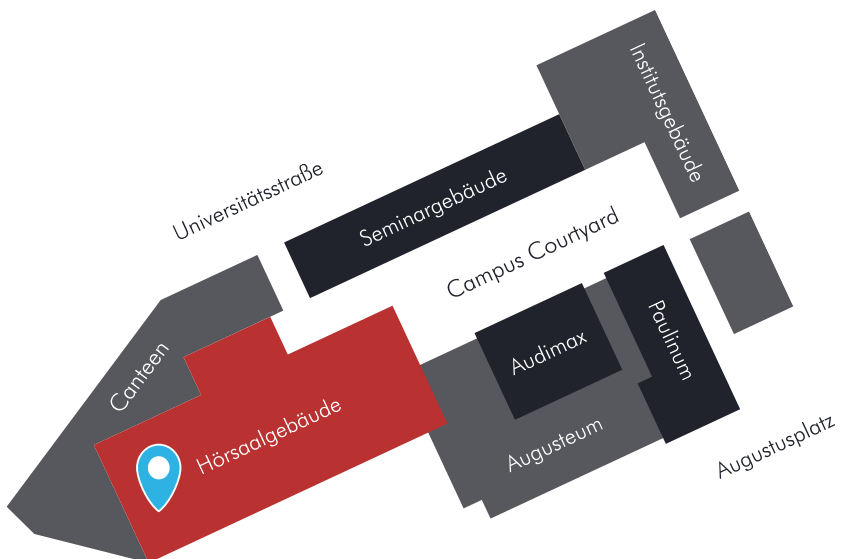 Institutsgebäude
Universitätsstraße
Seminargebäude
Campus Courtyard
Canteen
Audimax
Paulinum
Hörsaalgebäude
Augusteum
Augustusplatz